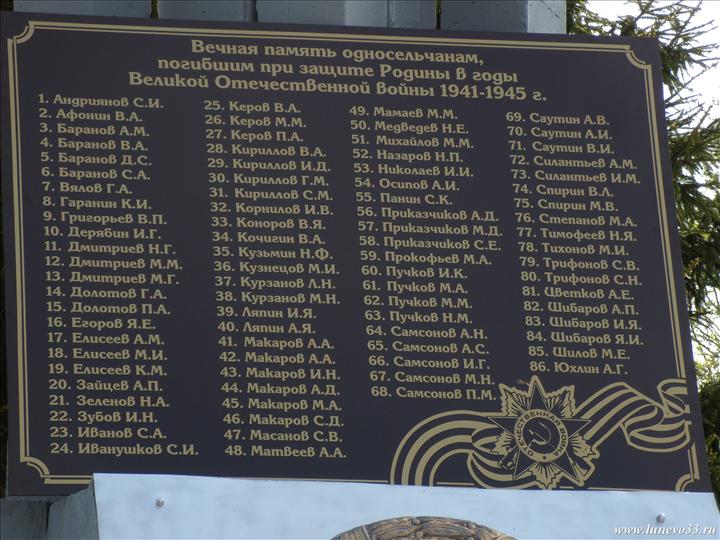 Вечная память односельчанам,
погибшим при защите Родины в годы
Великой Отечественной войны 1941-1945 г.
1. Андриянов С.И.
2. Афонин В.А.
3. Баранов А.М.
4. Баранов В.А.
5. Баранов Д.С.
6. Баранов С.А.
7. Вялов Г.А.
8. Гаранин К.И.
9. Григорьев В.П.
10. Дерябин И.Г.
11. Дмитриев Н.Г.
12. Дмитриев М.М.
13. Дмитриев М.Г.
14. Долотов Г.А.
15. Долотов П.А.
16. Егоров Я.Е.
17. Елисеев А.М.
18. Елисеев М.И.
19. Елисеев К.М.
20. Зайцев А.П.
21. Зеленов Н.А.
22. Зубов И.Н.
23. Иванов С.А.
24. Иванушков С.И.
25. Керов В.А.
26. Керов М.М.
27. Керов П.А.
28. Кириллов В.А.
29. Кириллов И.Д.
30. Кириллов Г.М.
31. Кириллов С.М.
32. Корнилов И.В.
33. Коноров В.Я.
34. Кочигин В.А.
35. Кузьмин Н.Ф.
36. Кузнецов М.И.
37. Курзанов Л.Н.
38. Курзанов М.Н.
39. Ляпин И.Я.
40. Ляпин А.Я.
41. Макаров А.А.
42. Макаров А.А.
43. Макаров И.Н.
44. Макаров А.Д.
45. Макаров М.А.
46. Макаров С.Д.
47. Масанов С.В.
48. Матвеев А.А.
49. Мамаев М.М.
50. Медведев Н.Е.
51. Михайлов М.М.
52. Назаров Н.П.
53. Николаев И.И.
54. Осипов А.И.
55. Панин С.К.
56. Приказчиков А.Д.
57. Приказчиков М.Д.
58. Приказчиков С.Е.
59. Прокофьев М.А.
60. Пучков И.К.
61. Пучков М.А.
62. Пучков М.М.
63. Пучков Н.М.
64. Самсонов А.Н.
65. Самсонов А.С.
66. Самсонов И.Г.
67. Самсонов М.Н.
68. Самсонов П.М.
69. Саутин А.В.
70. Саутин А.И.
71. Саутин В.И.
72. Силантьев А.М.
73. Силантьев И.М.
74. Спирин В.Л.
75. Спирин М.В.
76. Степанов М.А.
77. Тимофеев Н.Я.
78. Тихонов М.И.
79. Трифонов С.В.
80. Трифонов С.Н.
81. Цветков А.Е.
82. Шибаров А.П.
83. Шибаров И.Я.
84. Шибаров Я.И.
85. Шилов М.Е.
86. Юхлин А.Г.
ОТЕЧЕСТВЕННАЯ ВОЙНА
www.lunevo33.ru